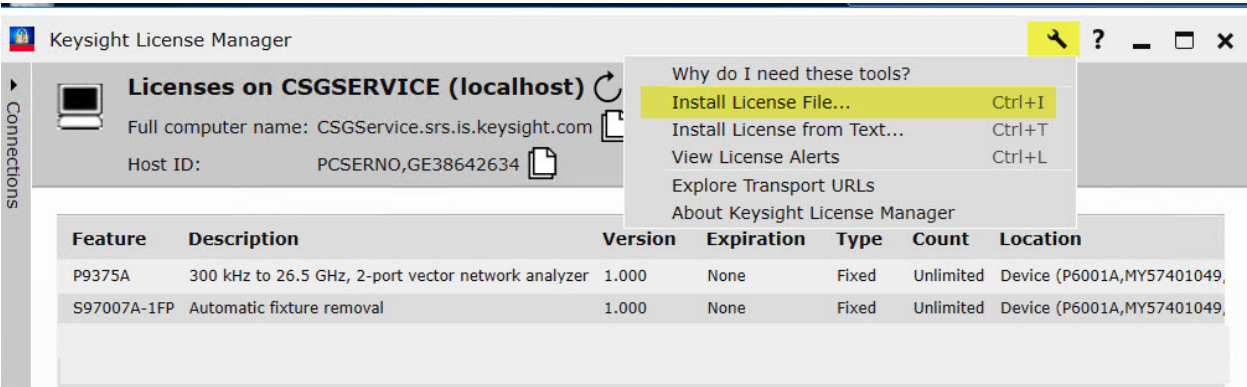 Keysight License Manager
?
Connections
Licenses on CSGSERVICE (localhost)
Full computer name: CSGService.srs.is.keysight.com
Host ID: PCSERNO,GE38642634
Why do I need these tools?
Install License File... Ctrl+I
Install License from Text... Ctrl+T
View License Alerts Ctrl+L
Explore Transport URLs
About Keysight License Manager
Feature Description Version Expiration Type Count Location
P9375A 300 kHz to 26.5 GHz, 2-port vector network analyzer 1.000 None Fixed Unlimited Device (P6001A,MY57401049,
S97007A-1FP Automatic fixture removal 1.000 None Fixed Unlimited Device (P6001A,MY57401049,